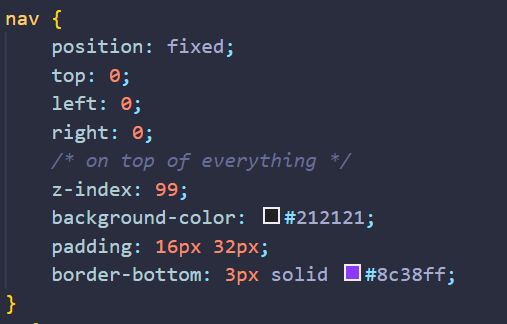 nav {
position: fixed;
top: 0;
left: 0;
right: 0;
/* on top of everything */
z-index: 99;
background-color: #212121;
padding: 16px 32px;
border-bottom: 3px solid #8c38ff;
}